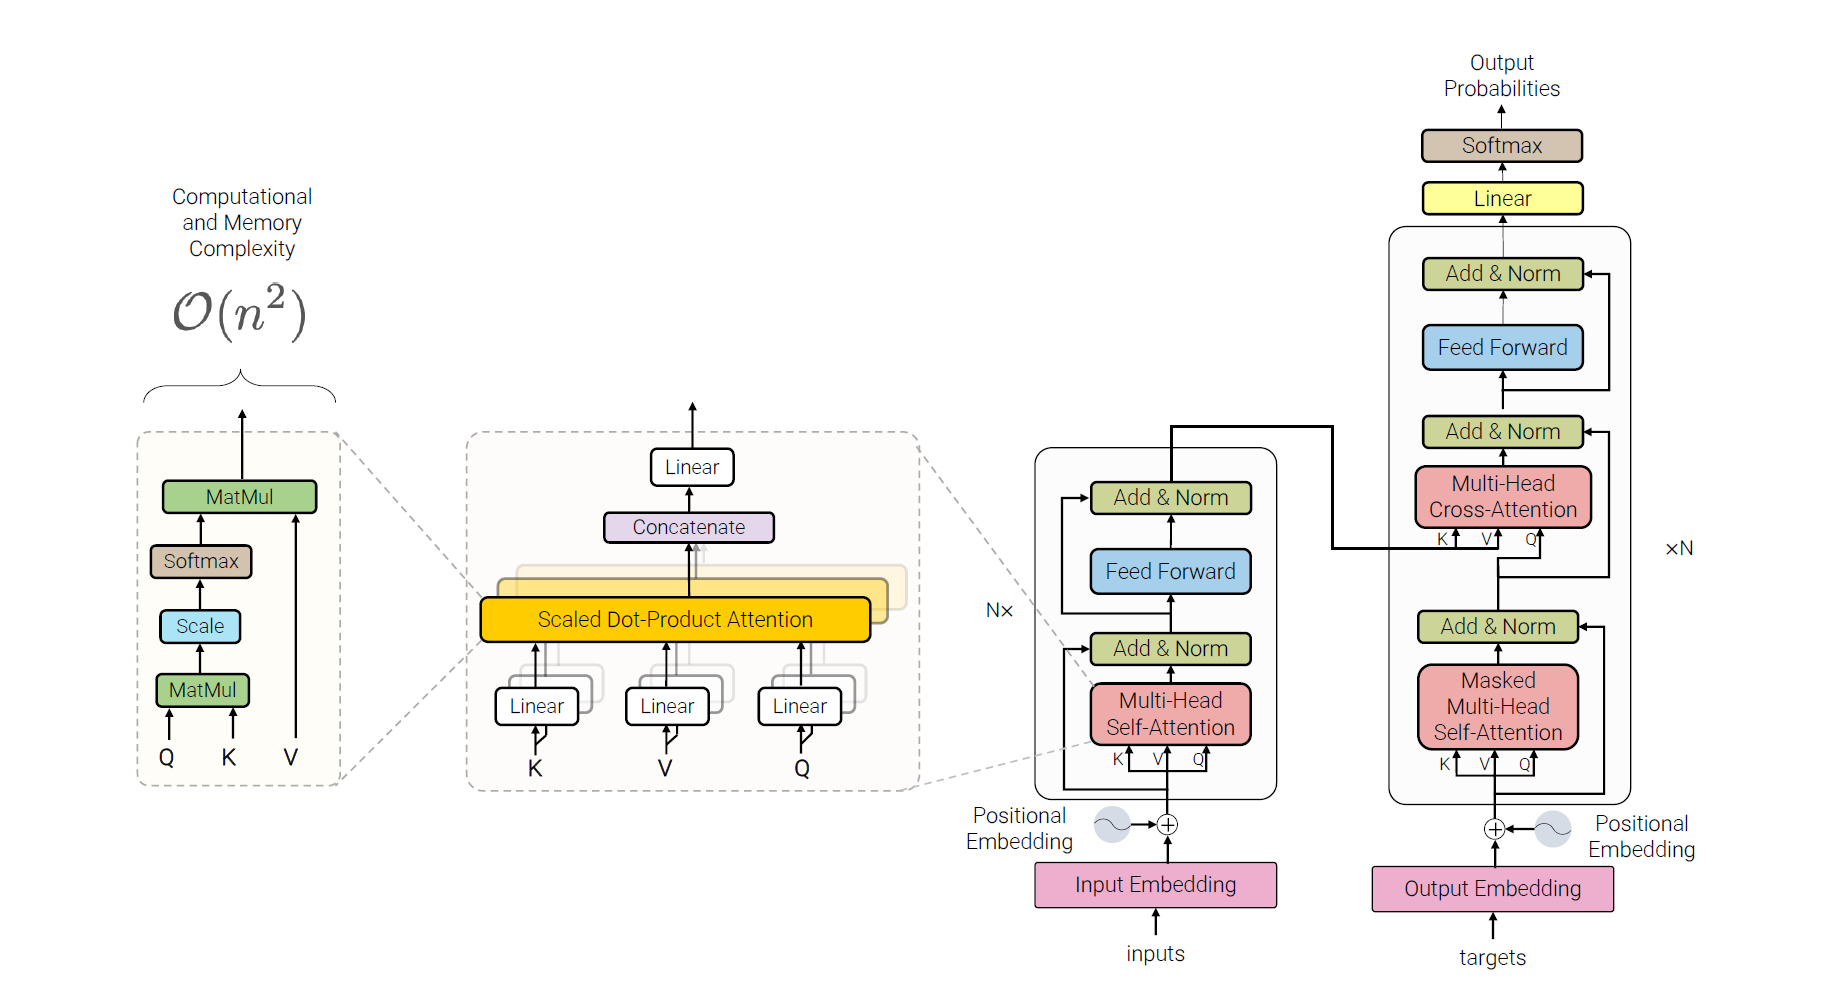 Computational
and Memory
Complexity
𝒪(n²)
MatMul
Softmax
Scale
MatMul
Q K V
Linear
Concatenate
Scaled Dot-Product Attention
Linear Linear Linear
K V Q
N×
Add & Norm
Feed Forward
Add & Norm
Multi-Head
Self-Attention
K V Q
Positional
Embedding
Input Embedding
inputs
Output
Probabilities
Softmax
Linear
Add & Norm
Feed Forward
Add & Norm
Multi-Head
Cross-Attention
K V Q
×N
Add & Norm
Masked
Multi-Head
Self-Attention
K V Q
Positional
Embedding
Output Embedding
targets